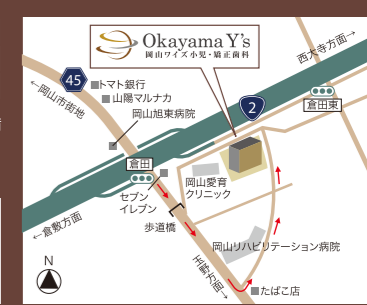 Okayama Y's
岡山ワイズ小児・矯正歯科
西大寺方面→
45
トマト銀行
山陽マルナカ
←岡山市街地
岡山旭東病院
2
倉田東
倉田
セブン
イレブン
岡山愛育
クリニック
←倉敷方面
歩道橋
岡山リハビリテーション病院
玉野方面→
N
たばこ店